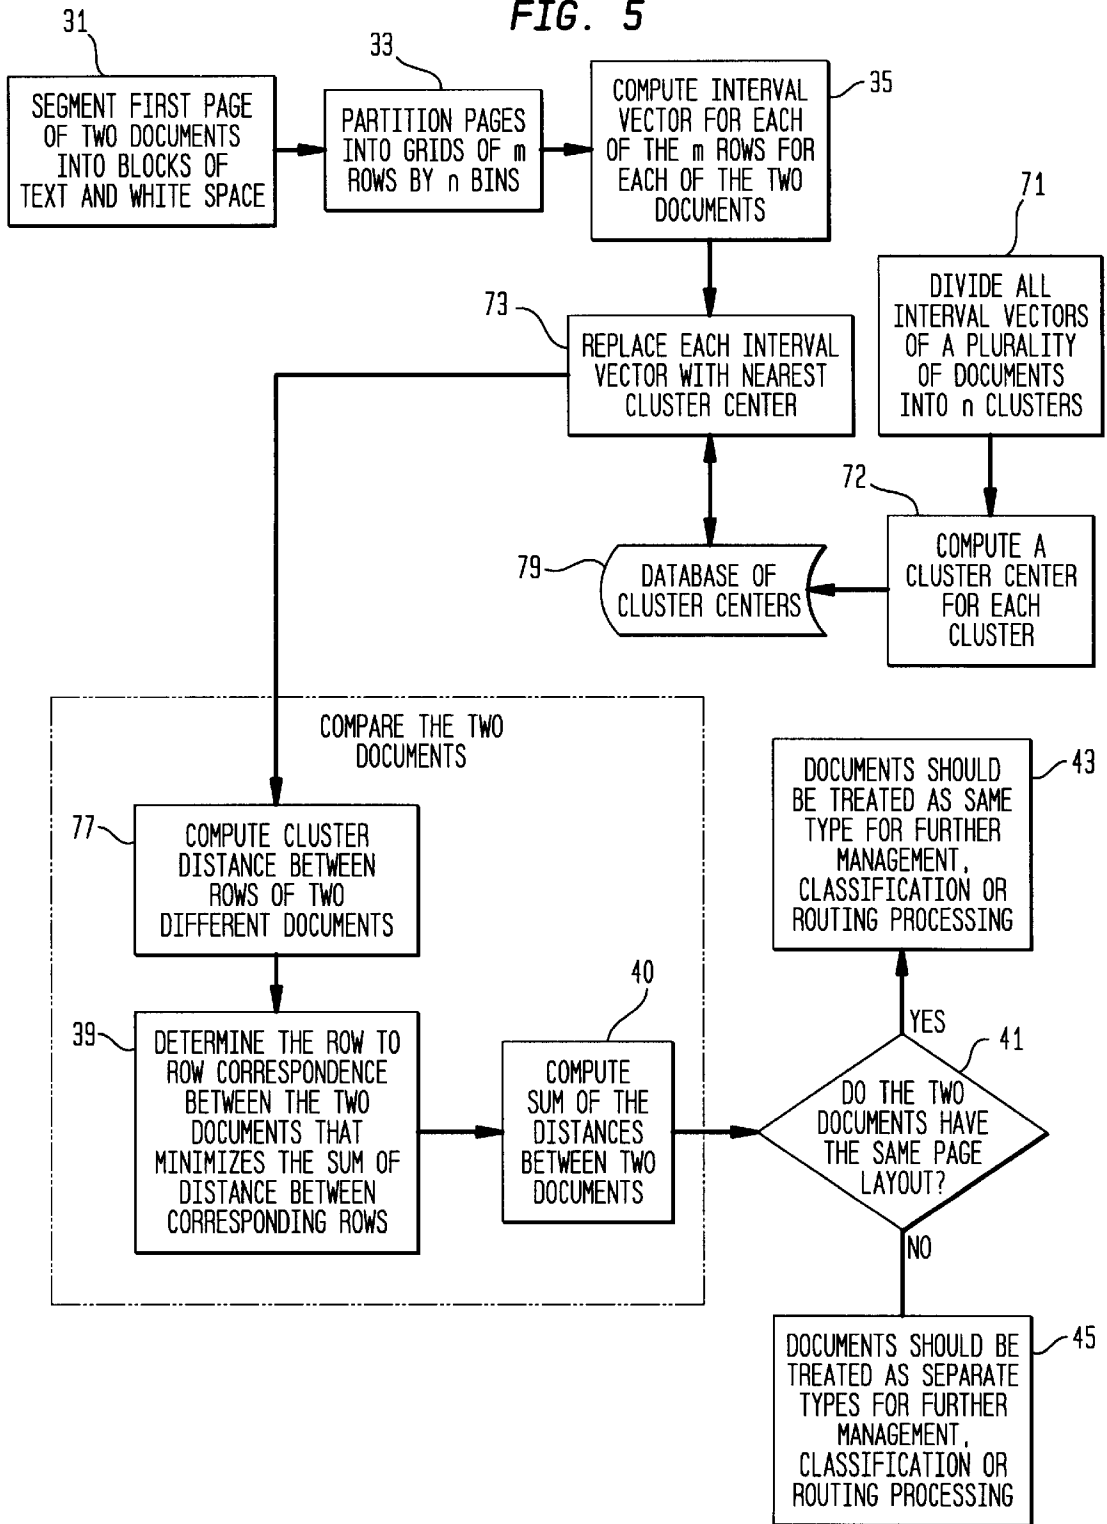 FIG. 5
31
SEGMENT FIRST PAGE
OF TWO DOCUMENTS
INTO BLOCKS OF
TEXT AND WHITE SPACE
33
PARTITION PAGES
INTO GRIDS OF m
ROWS BY n BINS
35
COMPUTE INTERVAL
VECTOR FOR EACH
OF THE m ROWS FOR
EACH OF THE TWO
DOCUMENTS
71
DIVIDE ALL
INTERVAL VECTORS
OF A PLURALITY
OF DOCUMENTS
INTO n CLUSTERS
73
REPLACE EACH INTERVAL
VECTOR WITH NEAREST
CLUSTER CENTER
72
COMPUTE A
CLUSTER CENTER
FOR EACH
CLUSTER
79
DATABASE OF
CLUSTER CENTERS
COMPARE THE TWO
DOCUMENTS
77
COMPUTE CLUSTER
DISTANCE BETWEEN
ROWS OF TWO
DIFFERENT DOCUMENTS
39
DETERMINE THE ROW TO
ROW CORRESPONDENCE
BETWEEN THE TWO
DOCUMENTS THAT
MINIMIZES THE SUM OF
DISTANCE BETWEEN
CORRESPONDING ROWS
40
COMPUTE
SUM OF THE
DISTANCES
BETWEEN TWO
DOCUMENTS
43
DOCUMENTS SHOULD
BE TREATED AS SAME
TYPE FOR FURTHER
MANAGEMENT,
CLASSIFICATION OR
ROUTING PROCESSING
YES
41
DO THE TWO
DOCUMENTS HAVE
THE SAME PAGE
LAYOUT?
NO
45
DOCUMENTS SHOULD BE
TREATED AS SEPARATE
TYPES FOR FURTHER
MANAGEMENT,
CLASSIFICATION OR
ROUTING PROCESSING